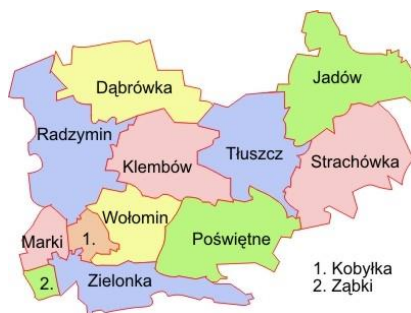 Dąbrówka
Jadów
Radzymin
Klembów
Tłuszcz
Strachówka
Wołomin
Marki
1.
Poświętne
2.
Zielonka
1. Kobyłka
2. Ząbki